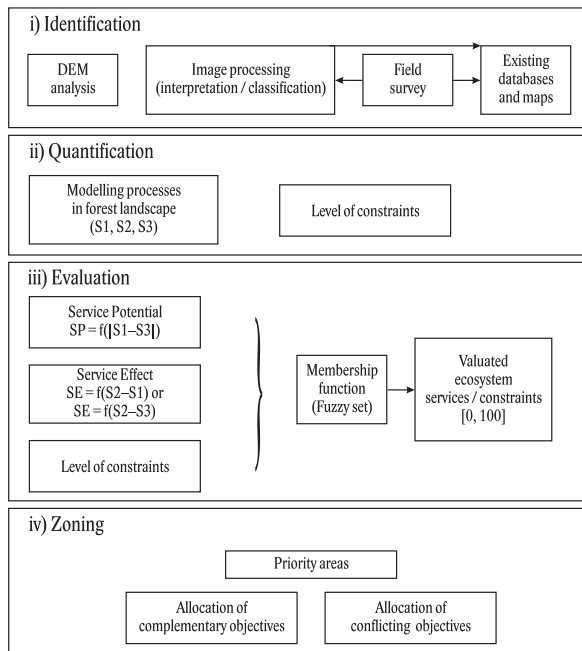 i) Identification
DEM
analysis
Image processing
(interpretation / classification)
Field
survey
Existing
databases
and maps
ii) Quantification
Modelling processes
in forest landscape
(S1, S2, S3)
Level of constraints
iii) Evaluation
Service Potential
SP = f(|S1–S3|)
Service Effect
SE = f(S2–S1) or
SE = f(S2–S3)
Level of constraints
Membership
function
(Fuzzy set)
Valuated
ecosystem
services / constraints
[0, 100]
iv) Zoning
Priority areas
Allocation of
complementary objectives
Allocation of
conflicting objectives